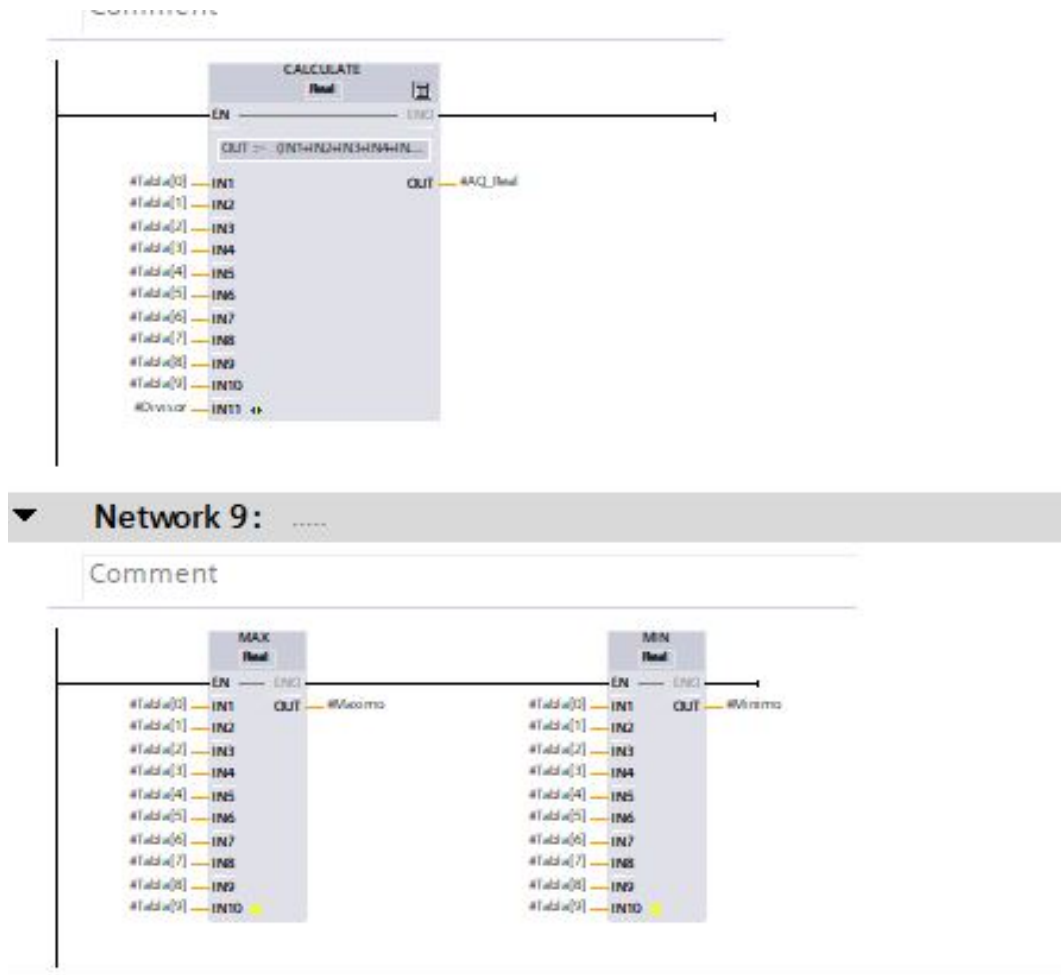 Comment
CALCULATE
Real
EN ENO
OUT := (IN1+IN2+IN3+IN4+IN...
#Tabla[0] IN1 OUT #AQ_Real
#Tabla[1] IN2
#Tabla[2] IN3
#Tabla[3] IN4
#Tabla[4] IN5
#Tabla[5] IN6
#Tabla[6] IN7
#Tabla[7] IN8
#Tabla[8] IN9
#Tabla[9] IN10
#Divisor IN11
Network 9: .....
Comment
MAX MIN
Real Real
EN ENO EN ENO
#Tabla[0] IN1 OUT #Maximo #Tabla[0] IN1 OUT #Minimo
#Tabla[1] IN2 #Tabla[1] IN2
#Tabla[2] IN3 #Tabla[2] IN3
#Tabla[3] IN4 #Tabla[3] IN4
#Tabla[4] IN5 #Tabla[4] IN5
#Tabla[5] IN6 #Tabla[5] IN6
#Tabla[6] IN7 #Tabla[6] IN7
#Tabla[7] IN8 #Tabla[7] IN8
#Tabla[8] IN9 #Tabla[8] IN9
#Tabla[9] IN10 #Tabla[9] IN10